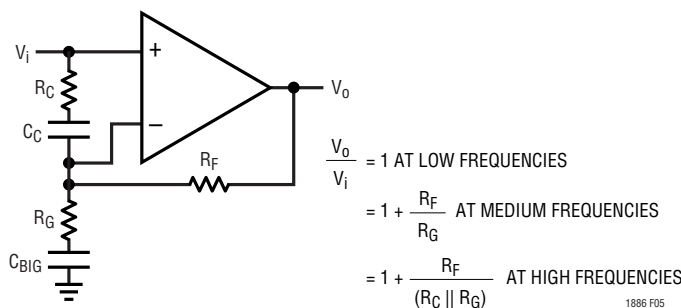 Vi
+
RC
Vo
CC
−
RF
Vo
Vi
= 1 AT LOW FREQUENCIES
RG
= 1 + RF
RG
AT MEDIUM FREQUENCIES
CBIG
= 1 + RF
(RC || RG)
AT HIGH FREQUENCIES
1886 F05